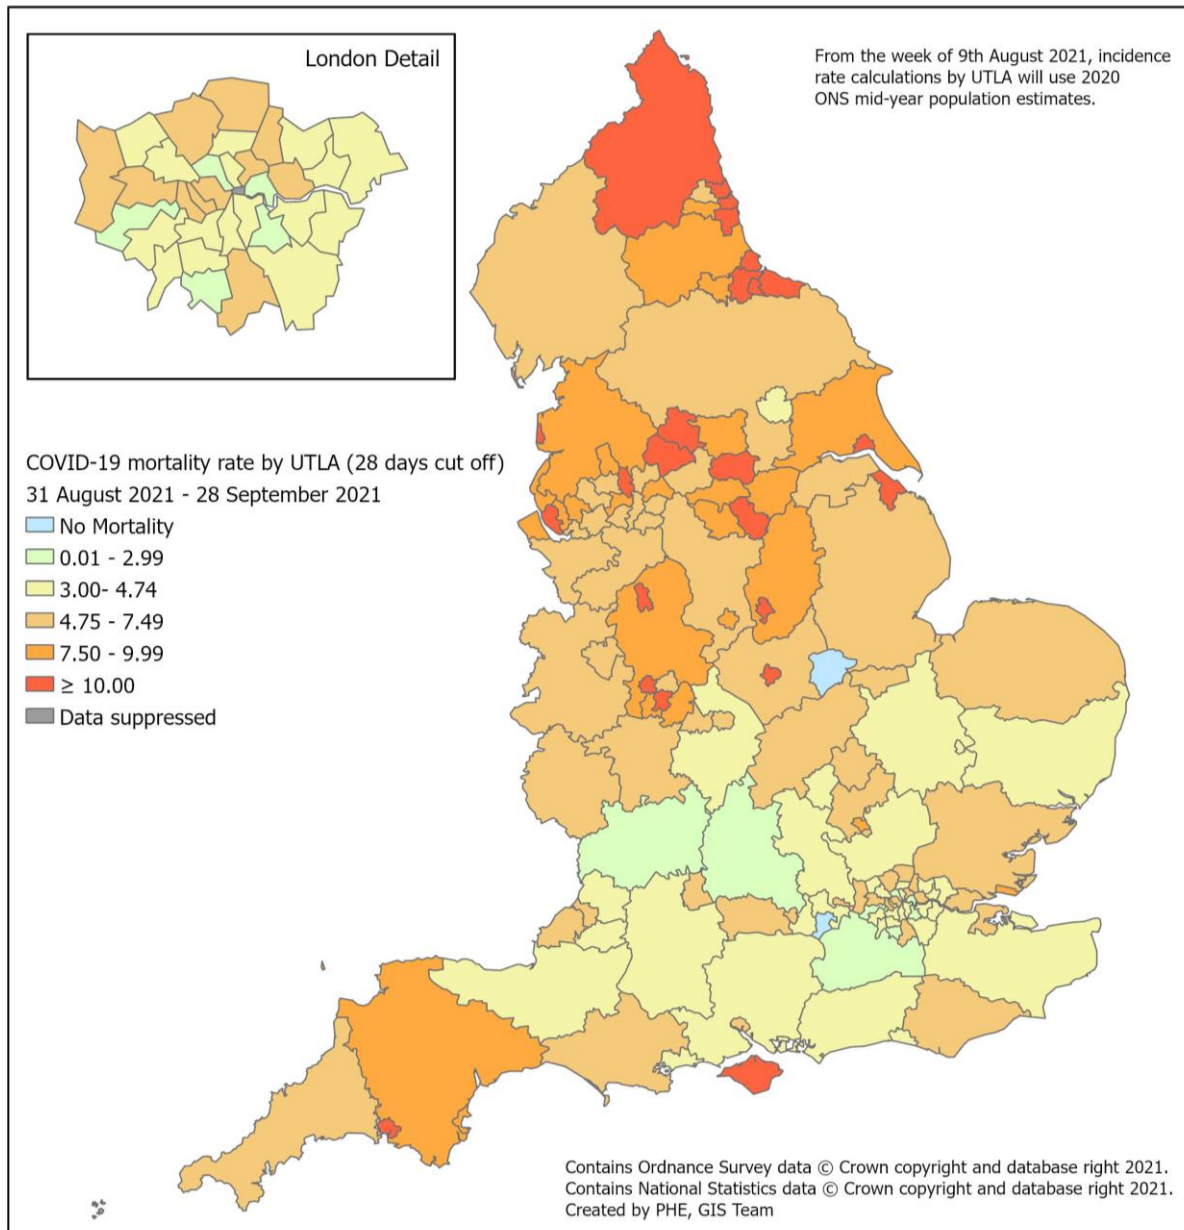 London Detail
From the week of 9th August 2021, incidence
rate calculations by UTLA will use 2020
ONS mid-year population estimates.
COVID-19 mortality rate by UTLA (28 days cut off)
31 August 2021 - 28 September 2021
No Mortality
0.01 - 2.99
3.00- 4.74
4.75 - 7.49
7.50 - 9.99
≥ 10.00
Data suppressed
Contains Ordnance Survey data © Crown copyright and database right 2021.
Contains National Statistics data © Crown copyright and database right 2021.
Created by PHE, GIS Team